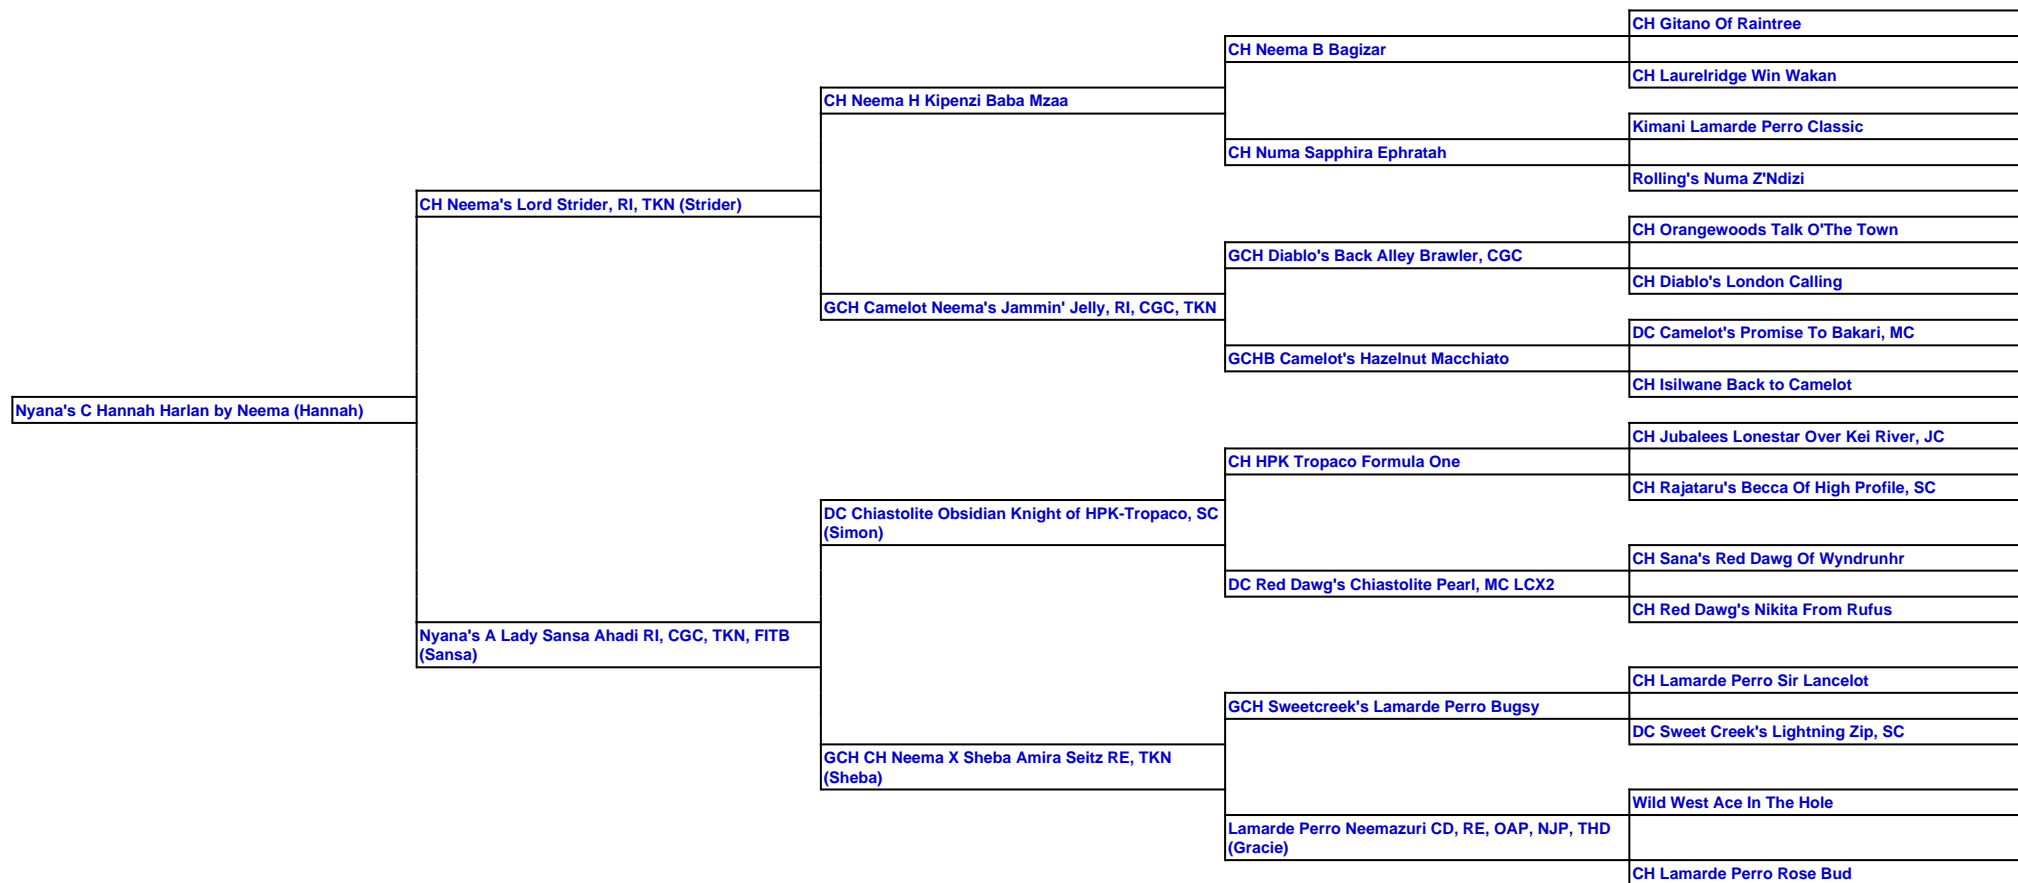 CH Gitano Of Raintree
CH Neema B Bagizar
CH Laurelridge Win Wakan
CH Neema H Kipenzi Baba Mzaa
Kimani Lamarde Perro Classic
CH Numa Sapphira Ephratah
Rolling's Numa Z'Ndizi
CH Neema's Lord Strider, RI, TKN (Strider)
CH Orangewoods Talk O'The Town
GCH Diablo's Back Alley Brawler, CGC
CH Diablo's London Calling
GCH Camelot Neema's Jammin' Jelly, RI, CGC, TKN
DC Camelot's Promise To Bakari, MC
GCHB Camelot's Hazelnut Macchiato
CH Isilwane Back to Camelot
Nyana's C Hannah Harlan by Neema (Hannah)
CH Jubalees Lonestar Over Kei River, JC
CH HPK Tropaco Formula One
CH Rajataru's Becca Of High Profile, SC
DC Chiastolite Obsidian Knight of HPK-Tropaco, SC
(Simon)
CH Sana's Red Dawg Of Wyndrunhr
DC Red Dawg's Chiastolite Pearl, MC LCX2
CH Red Dawg's Nikita From Rufus
Nyana's A Lady Sansa Ahadi RI, CGC, TKN, FITB
(Sansa)
CH Lamarde Perro Sir Lancelot
GCH Sweetcreek's Lamarde Perro Bugsy
DC Sweet Creek's Lightning Zip, SC
GCH CH Neema X Sheba Amira Seitz RE, TKN
(Sheba)
Wild West Ace In The Hole
Lamarde Perro Neemazuri CD, RE, OAP, NJP, THD
(Gracie)
CH Lamarde Perro Rose Bud